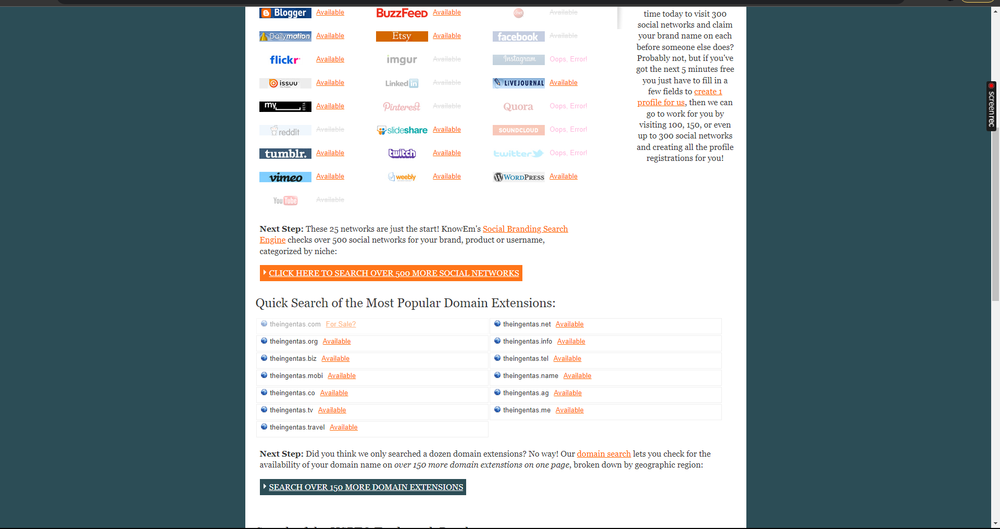 Blogger Available BuzzFeed Available cnet Available
Dailymotion Available Etsy Available facebook Available
flickr Available imgur Available Instagram Oops, Error!
issuu Available Linked in Available LIVEJOURNAL Available
my BETA Available Pinterest Available Quora Oops, Error!
reddit Available slideshare Available SOUNDCLOUD Oops, Error!
tumblr. Available twitch Available twitter Oops, Error!
vimeo Available weebly Available WORDPRESS Available
You Tube Available
time today to visit 300
social networks and claim
your brand name on each
before someone else does?
Probably not, but if you've
got the next 5 minutes free
you just have to fill in a
few fields to create 1
profile for us, then we can
go to work for you by
visiting 100, 150, or even
up to 300 social networks
and creating all the profile
registrations for you!
screenrec
Next Step: These 25 networks are just the start! KnowEm's Social Branding Search
Engine checks over 500 social networks for your brand, product or username,
categorized by niche:
CLICK HERE TO SEARCH OVER 500 MORE SOCIAL NETWORKS
Quick Search of the Most Popular Domain Extensions:
theingentas.com For Sale? theingentas.net Available
theingentas.org Available theingentas.info Available
theingentas.biz Available theingentas.tel Available
theingentas.mobi Available theingentas.name Available
theingentas.co Available theingentas.ag Available
theingentas.tv Available theingentas.me Available
theingentas.travel Available
Next Step: Did you think we only searched a dozen domain extensions? No way! Our domain search lets you check for the
availability of your domain name on over 150 more domain extenstions on one page, broken down by geographic region:
SEARCH OVER 150 MORE DOMAIN EXTENSIONS